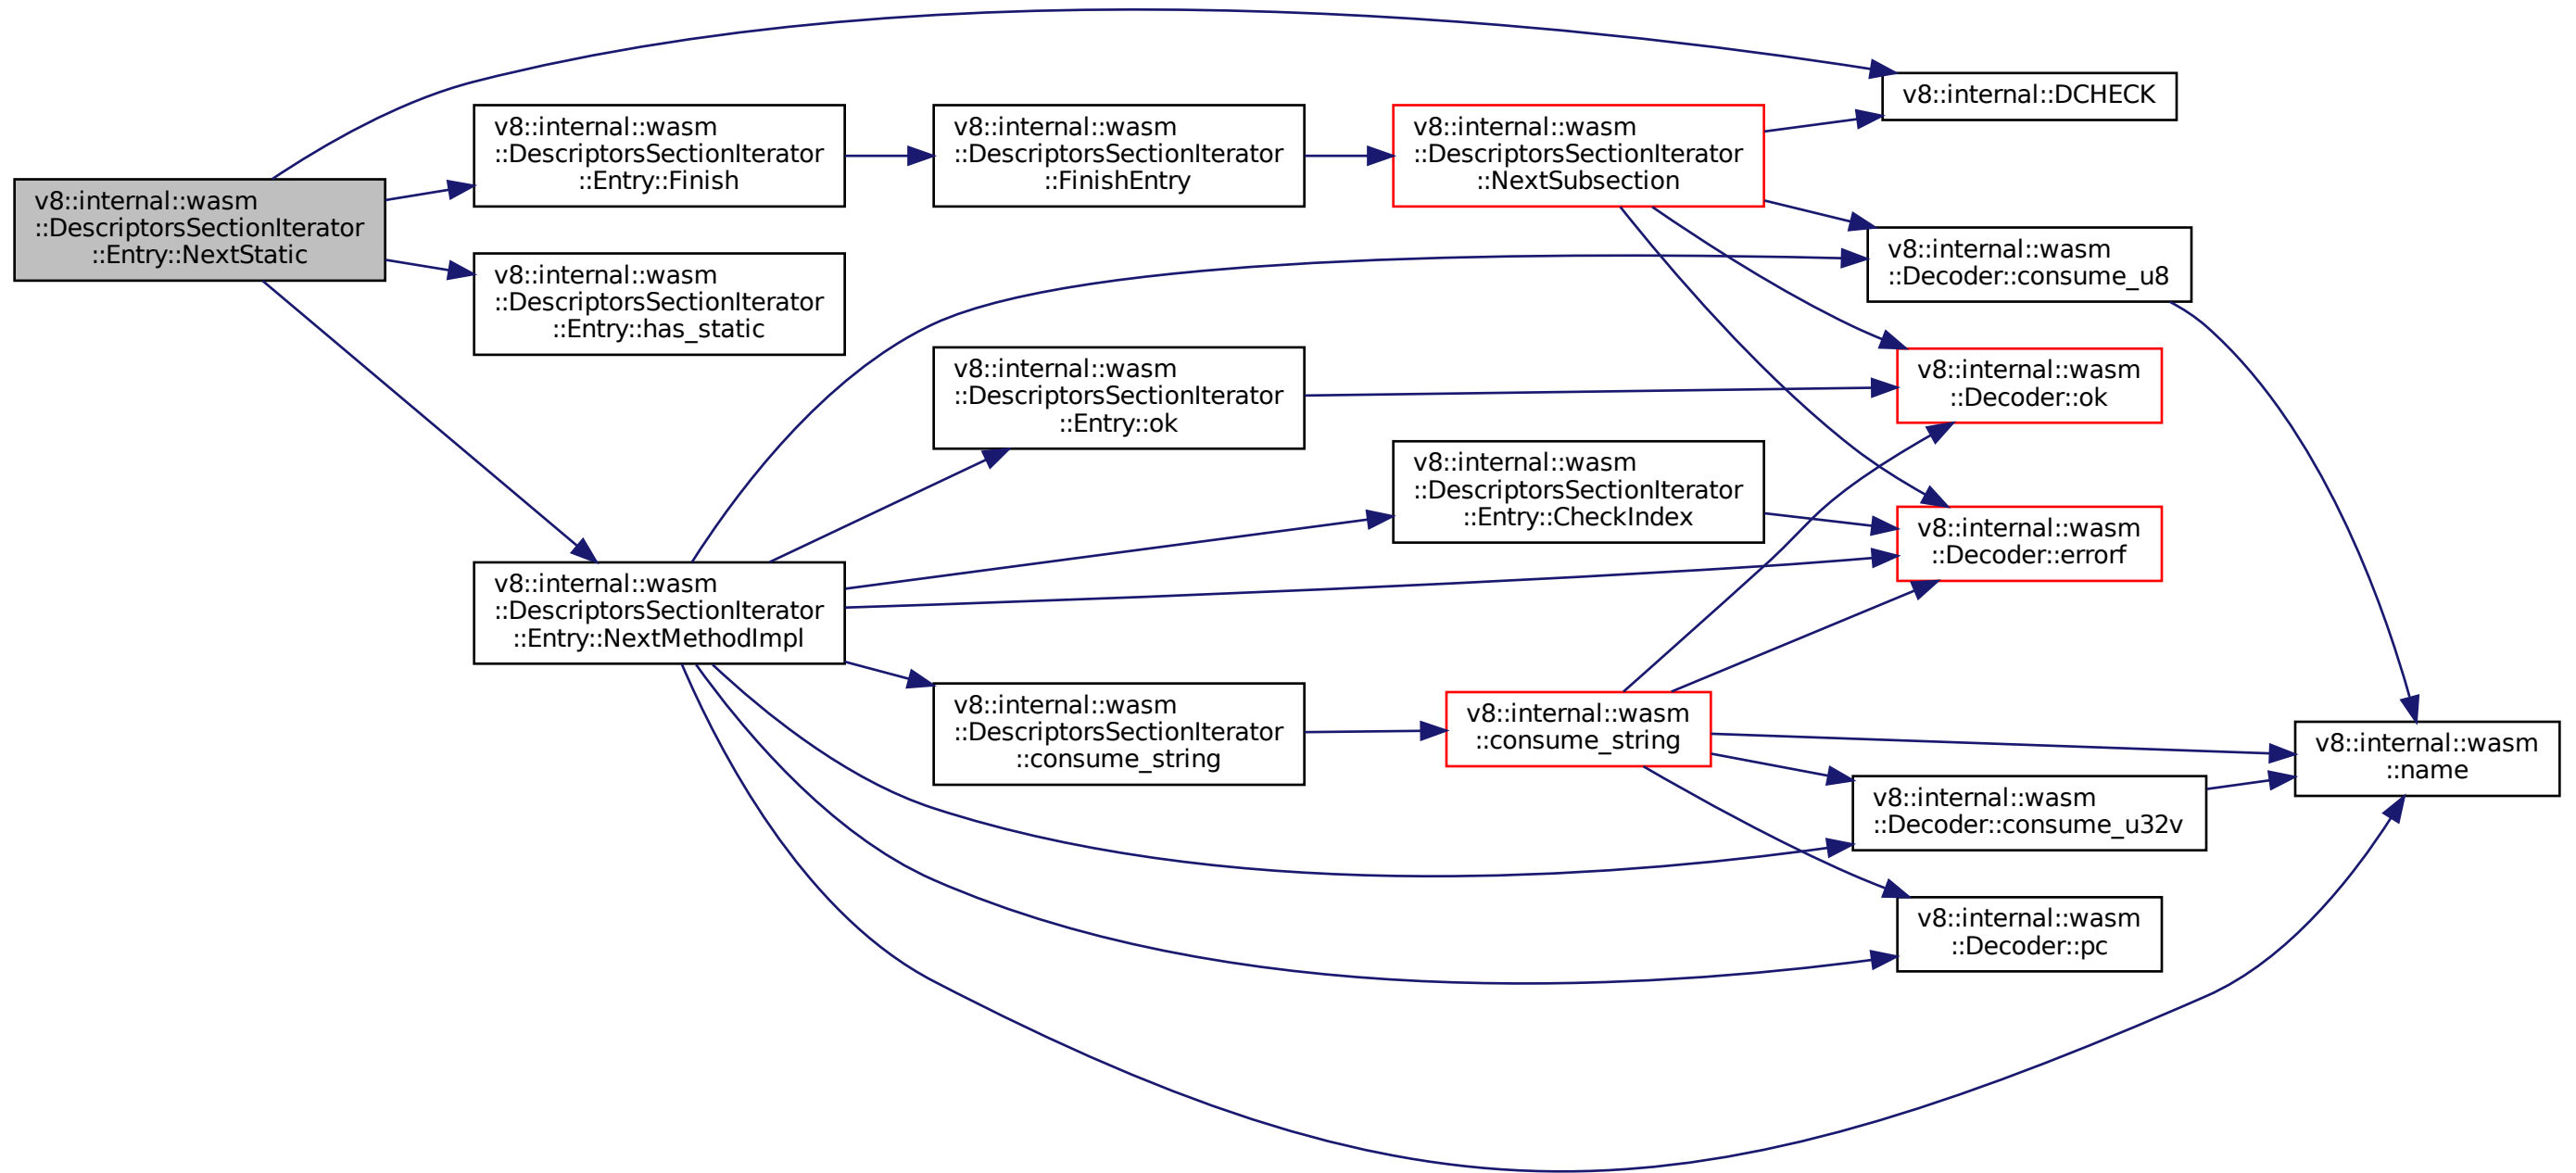 v8::internal::wasm
::DescriptorsSectionIterator
::Entry::NextStatic
v8::internal::wasm
::DescriptorsSectionIterator
::Entry::Finish
v8::internal::wasm
::DescriptorsSectionIterator
::Entry::has_static
v8::internal::wasm
::DescriptorsSectionIterator
::Entry::NextMethodImpl
v8::internal::wasm
::DescriptorsSectionIterator
::FinishEntry
v8::internal::wasm
::DescriptorsSectionIterator
::Entry::ok
v8::internal::wasm
::DescriptorsSectionIterator
::consume_string
v8::internal::wasm
::DescriptorsSectionIterator
::NextSubsection
v8::internal::wasm
::DescriptorsSectionIterator
::Entry::CheckIndex
v8::internal::wasm
::consume_string
v8::internal::DCHECK
v8::internal::wasm
::Decoder::consume_u8
v8::internal::wasm
::Decoder::ok
v8::internal::wasm
::Decoder::errorf
v8::internal::wasm
::Decoder::consume_u32v
v8::internal::wasm
::Decoder::pc
v8::internal::wasm
::name